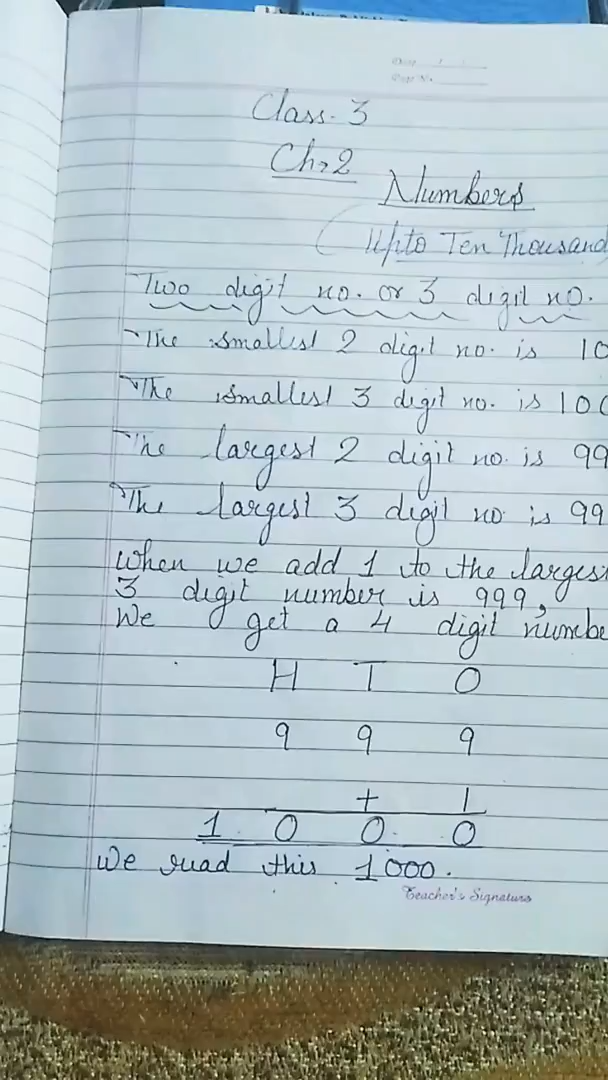 Class-3
Ch-2
Numbers
(Upto Ten Thousand
Two digit no. or 3 digit no.
The smallest 2 digit no. is 10
The smallest 3 digit no. is 100
The largest 2 digit no. is 99
The largest 3 digit no is 99
When we add 1 to the larges
3 digit number is 999,
We get a 4 digit numbe
H T O
9 9 9
+ 1
1 0 0 0
We read this 1000.
Teacher's Signature